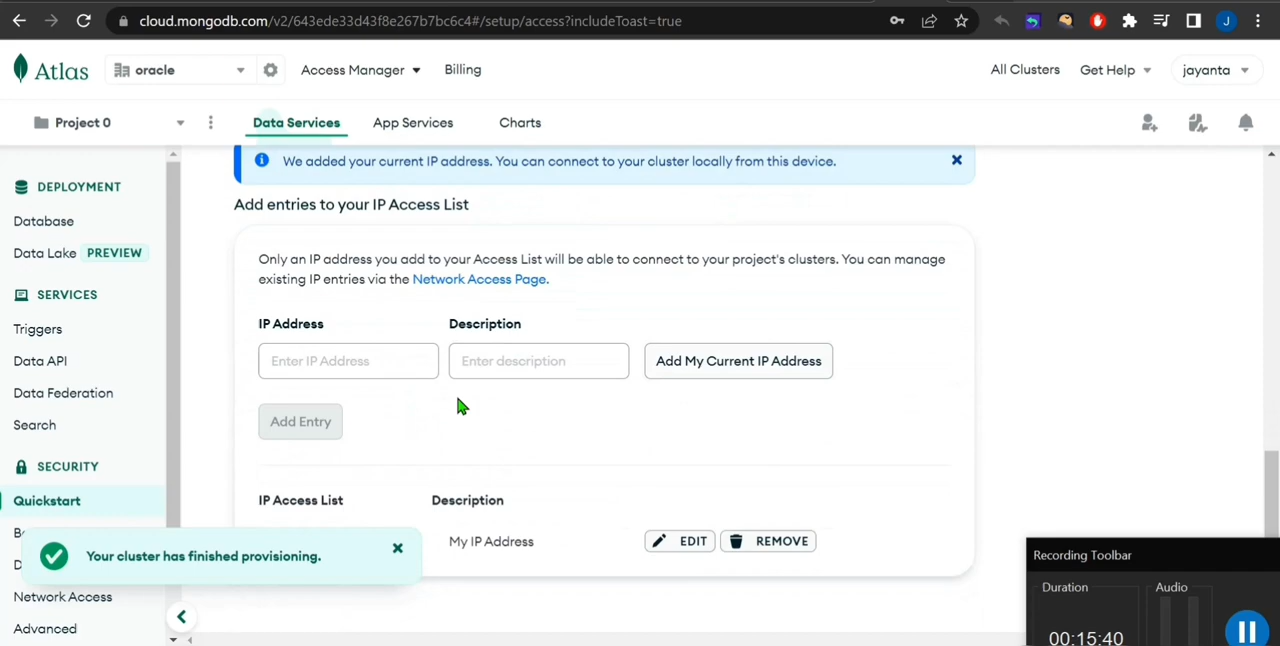 cloud.mongodb.com/v2/643ede33d43f8e267b7bc6c4#/setup/access?includeToast=true
J
Atlas
oracle
Access Manager
Billing
All Clusters
Get Help
jayanta
Project 0
Data Services
App Services
Charts
We added your current IP address. You can connect to your cluster locally from this device.
DEPLOYMENT
Database
Data Lake PREVIEW
SERVICES
Triggers
Data API
Data Federation
Search
SECURITY
Quickstart
Network Access
Advanced
Add entries to your IP Access List
Only an IP address you add to your Access List will be able to connect to your project's clusters. You can manage
existing IP entries via the Network Access Page.
IP Address
Description
Enter IP Address
Enter description
Add My Current IP Address
Add Entry
IP Access List
Description
My IP Address
EDIT
REMOVE
Your cluster has finished provisioning.
Recording Toolbar
Duration
Audio
00:15:40